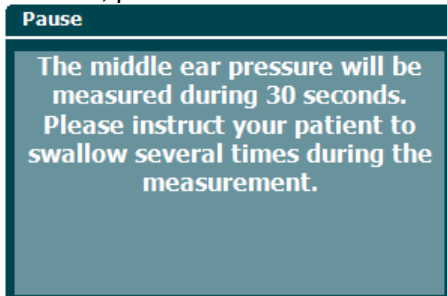 Pause
The middle ear pressure will be
measured during 30 seconds.
Please instruct your patient to
swallow several times during the
measurement.